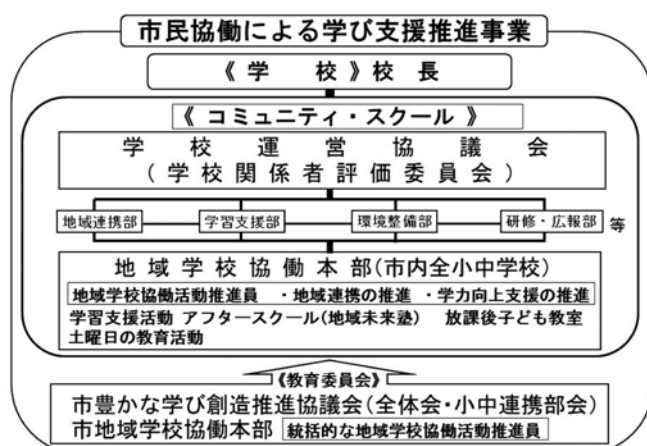 市民協働による学び支援推進事業
《 学 校 》 校 長
《 コミュニティ・スクール 》
学 校 運 営 協 議 会
( 学 校 関 係 者 評 価 委 員 会 )
地域連携部 学習支援部 環境整備部 研修・広報部 等
地 域 学 校 協 働 本 部 (市内全小中学校)
地域学校協働活動推進員 ・地域連携の推進 ・学力向上支援の推進
学習支援活動 アフタースクール(地域未来塾) 放課後子ども教室
土曜日の教育活動
《教育委員会》
市豊かな学び創造推進協議会(全体会・小中連携部会)
市地域学校協働本部 統括的な地域学校協働活動推進員